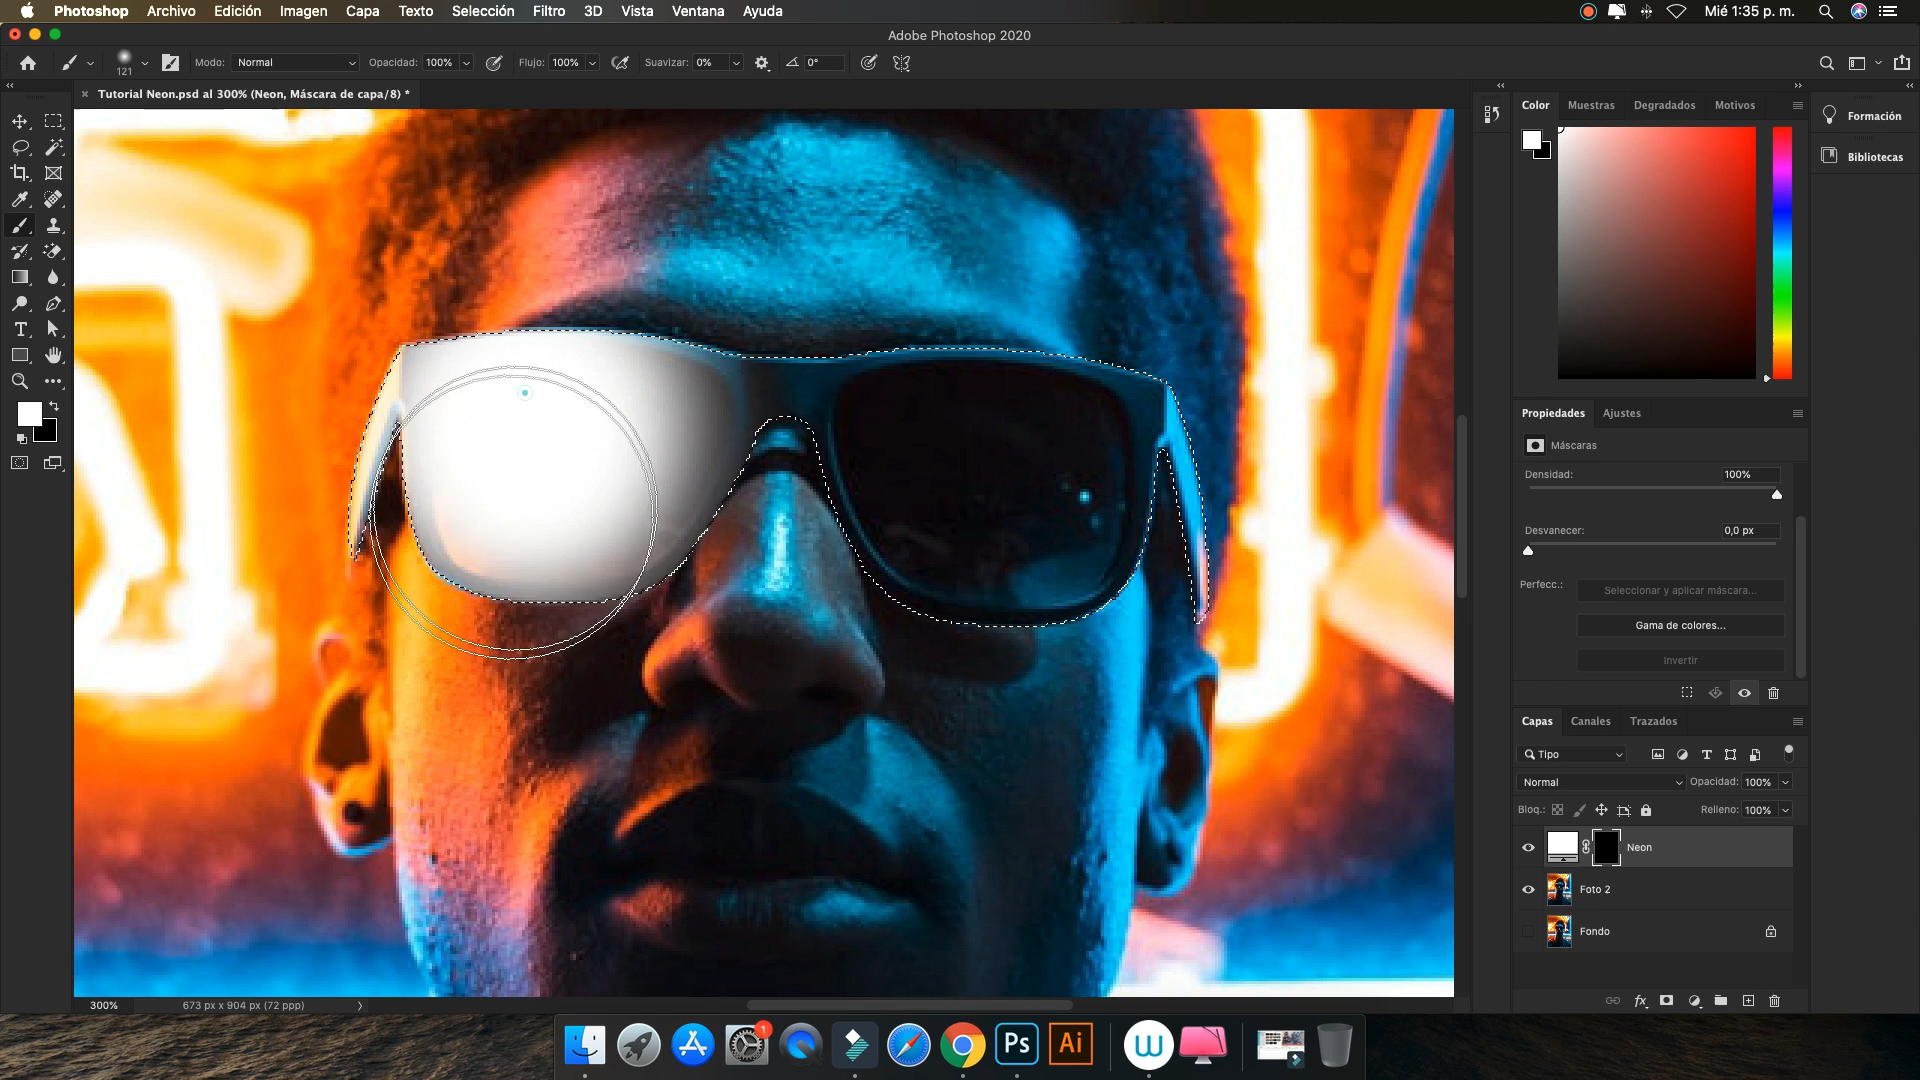 Photoshop Archivo Edición Imagen Capa Texto Selección Filtro 3D Vista Ventana Ayuda Mié 1:35 p. m.
Adobe Photoshop 2020
121 Modo: Normal Opacidad: 100% Flujo: 100% Suavizar: 0% 0°
Tutorial Neon.psd al 300% (Neon, Máscara de capa/8) *
Color Muestras Degradados Motivos
Formación
Bibliotecas
Propiedades Ajustes
Máscaras
Densidad: 100%
Desvanecer: 0,0 px
Perfecc.: Seleccionar y aplicar máscara...
Gama de colores...
Invertir
Capas Canales Trazados
Tipo
Normal Opacidad: 100%
Bloq.: Relleno: 100%
Neon
Foto 2
Fondo
300% 673 px x 904 px (72 ppp)
1
Ps Ai